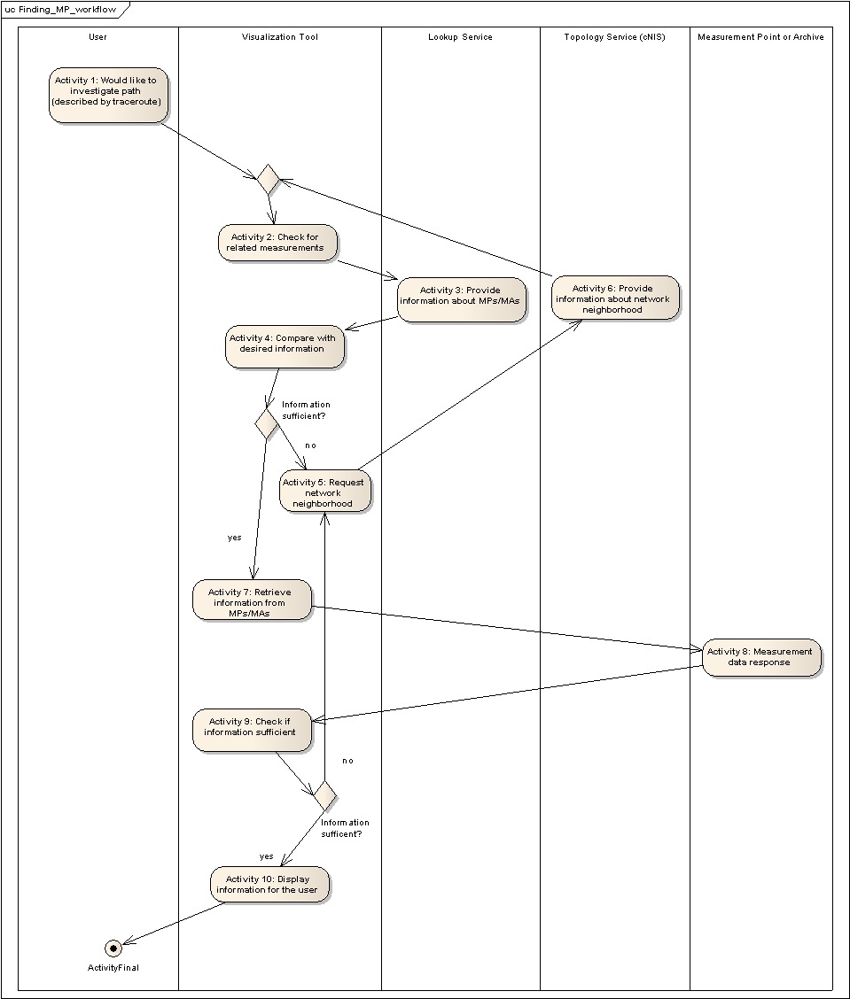 uc Finding_MP_workflow
User
Visualization Tool
Lookup Service
Topology Service (cNIS)
Measurement Point or Archive
Activity 1: Would like to
investigate path
(described by traceroute)
Activity 2: Check for
related measurements
Activity 3: Provide
information about MPs/MAs
Activity 6: Provide
information about network
neighborhood
Activity 4: Compare with
desired information
Information
sufficient?
no
Activity 5: Request
network
neighborhood
yes
Activity 7: Retrieve
information from
MPs/MAs
Activity 8: Measurement
data response
Activity 9: Check if
information sufficient
no
Information
sufficent?
yes
Activity 10: Display
information for the user
ActivityFinal